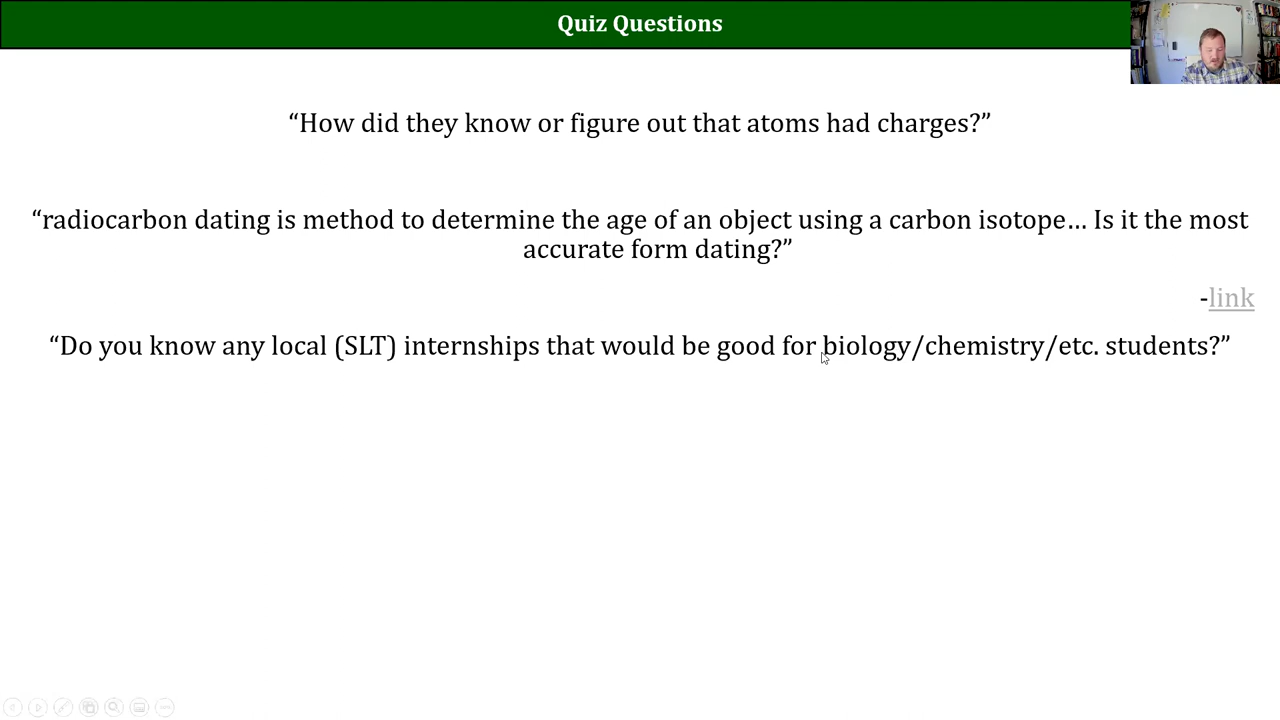 Quiz Questions
“How did they know or figure out that atoms had charges?”
“radiocarbon dating is method to determine the age of an object using a carbon isotope… Is it the most
accurate form dating?”
-link
“Do you know any local (SLT) internships that would be good for biology/chemistry/etc. students?”